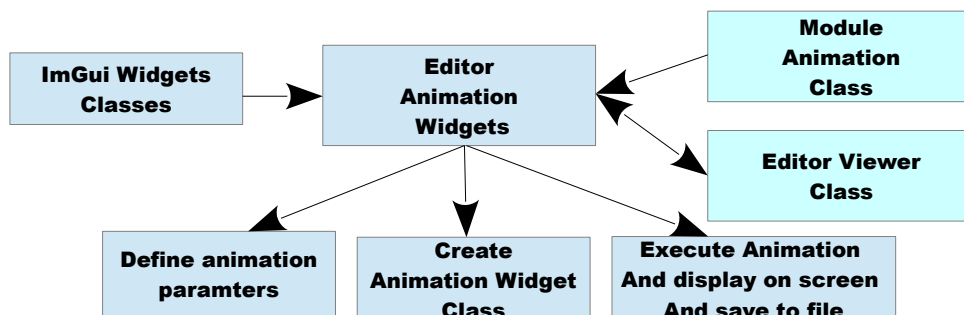 ImGui Widgets
Classes
Editor
Animation
Widgets
Module
Animation
Class
Editor Viewer
Class
Define animation
paramters
Create
Animation Widget
Class
Execute Animation
And display on screen
And save to file